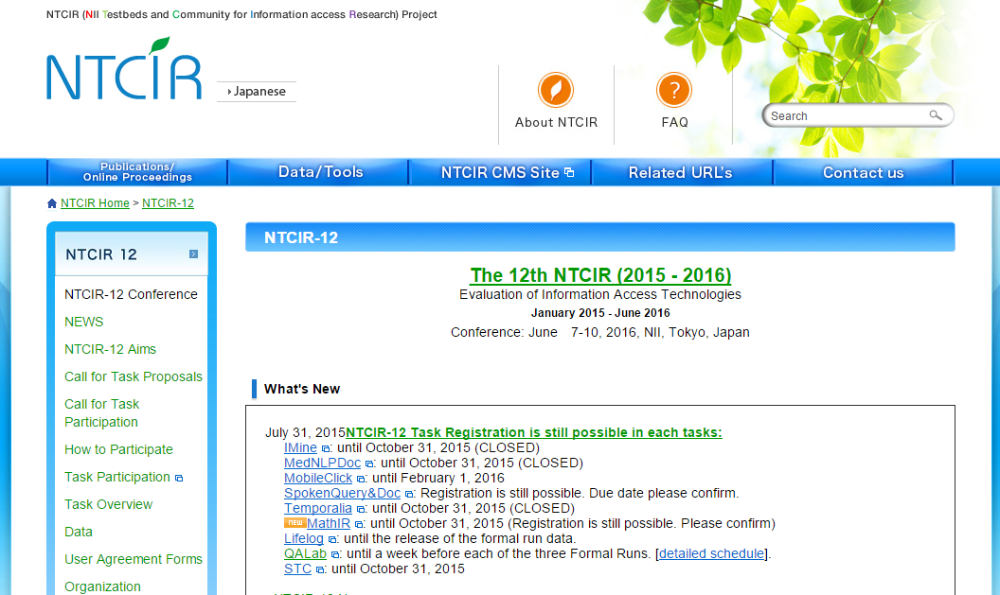 NTCIR (NII Testbeds and Community for Information access Research) Project
NTCIR
Japanese
About NTCIR
FAQ
Search
Publications/
Online Proceedings
Data/Tools
NTCIR CMS Site
Related URL's
Contact us
NTCIR Home > NTCIR-12
NTCIR 12
NTCIR-12 Conference
NEWS
NTCIR-12 Aims
Call for Task Proposals
Call for Task
Participation
How to Participate
Task Participation
Task Overview
Data
User Agreement Forms
Organization
NTCIR-12
The 12th NTCIR (2015 - 2016)
Evaluation of Information Access Technologies
January 2015 - June 2016
Conference: June 7-10, 2016, NII, Tokyo, Japan
What's New
July 31, 2015NTCIR-12 Task Registration is still possible in each tasks:
IMine : until October 31, 2015 (CLOSED)
MedNLPDoc : until October 31, 2015 (CLOSED)
MobileClick : until February 1, 2016
SpokenQuery&Doc : Registration is still possible. Due date please confirm.
Temporalia : until October 31, 2015 (CLOSED)
new MathIR : until October 31, 2015 (Registration is still possible. Please confirm)
Lifelog : until the release of the formal run data.
QALab : until a week before each of the three Formal Runs. [detailed schedule].
STC : until October 31, 2015